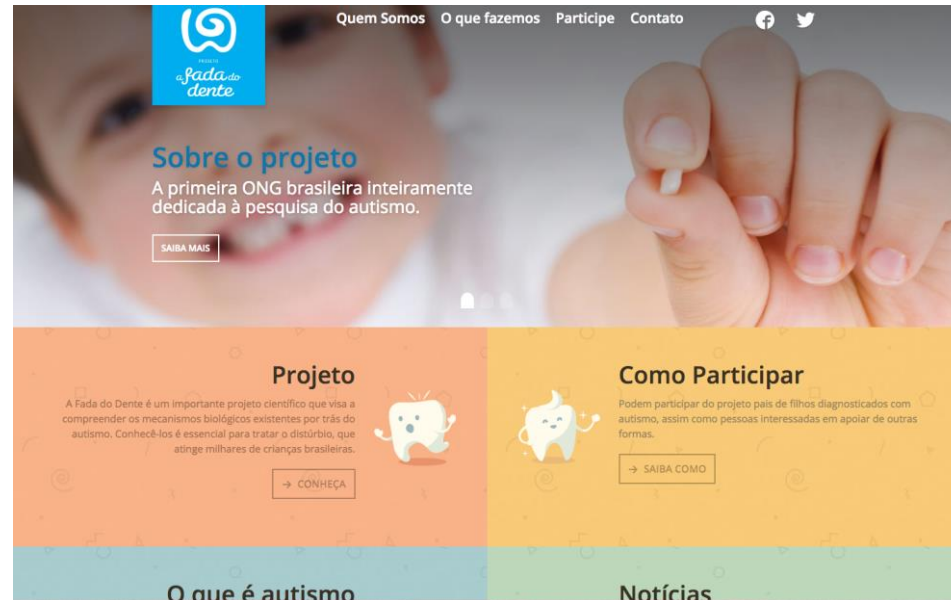 Quem Somos O que fazemos Participe Contato
PROJETO
a fada do
dente
Sobre o projeto
A primeira ONG brasileira inteiramente
dedicada à pesquisa do autismo.
SAIBA MAIS
Projeto
A Fada do Dente é um importante projeto científico que visa a
compreender os mecanismos biológicos existentes por trás do
autismo. Conhecê-los é essencial para tratar o distúrbio, que
atinge milhares de crianças brasileiras.
→ CONHEÇA
Como Participar
Podem participar do projeto pais de filhos diagnosticados com
autismo, assim como pessoas interessadas em apoiar de outras
formas.
→ SAIBA COMO
O que é autismo
Notícias